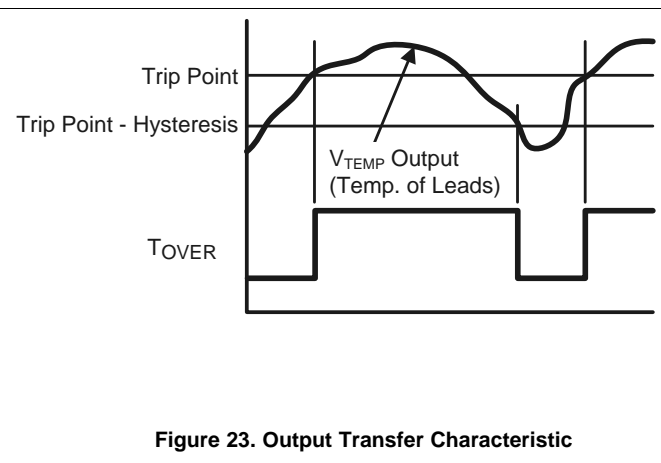 Trip Point
Trip Point - Hysteresis
VTEMP Output
(Temp. of Leads)
TOVER
Figure 23. Output Transfer Characteristic